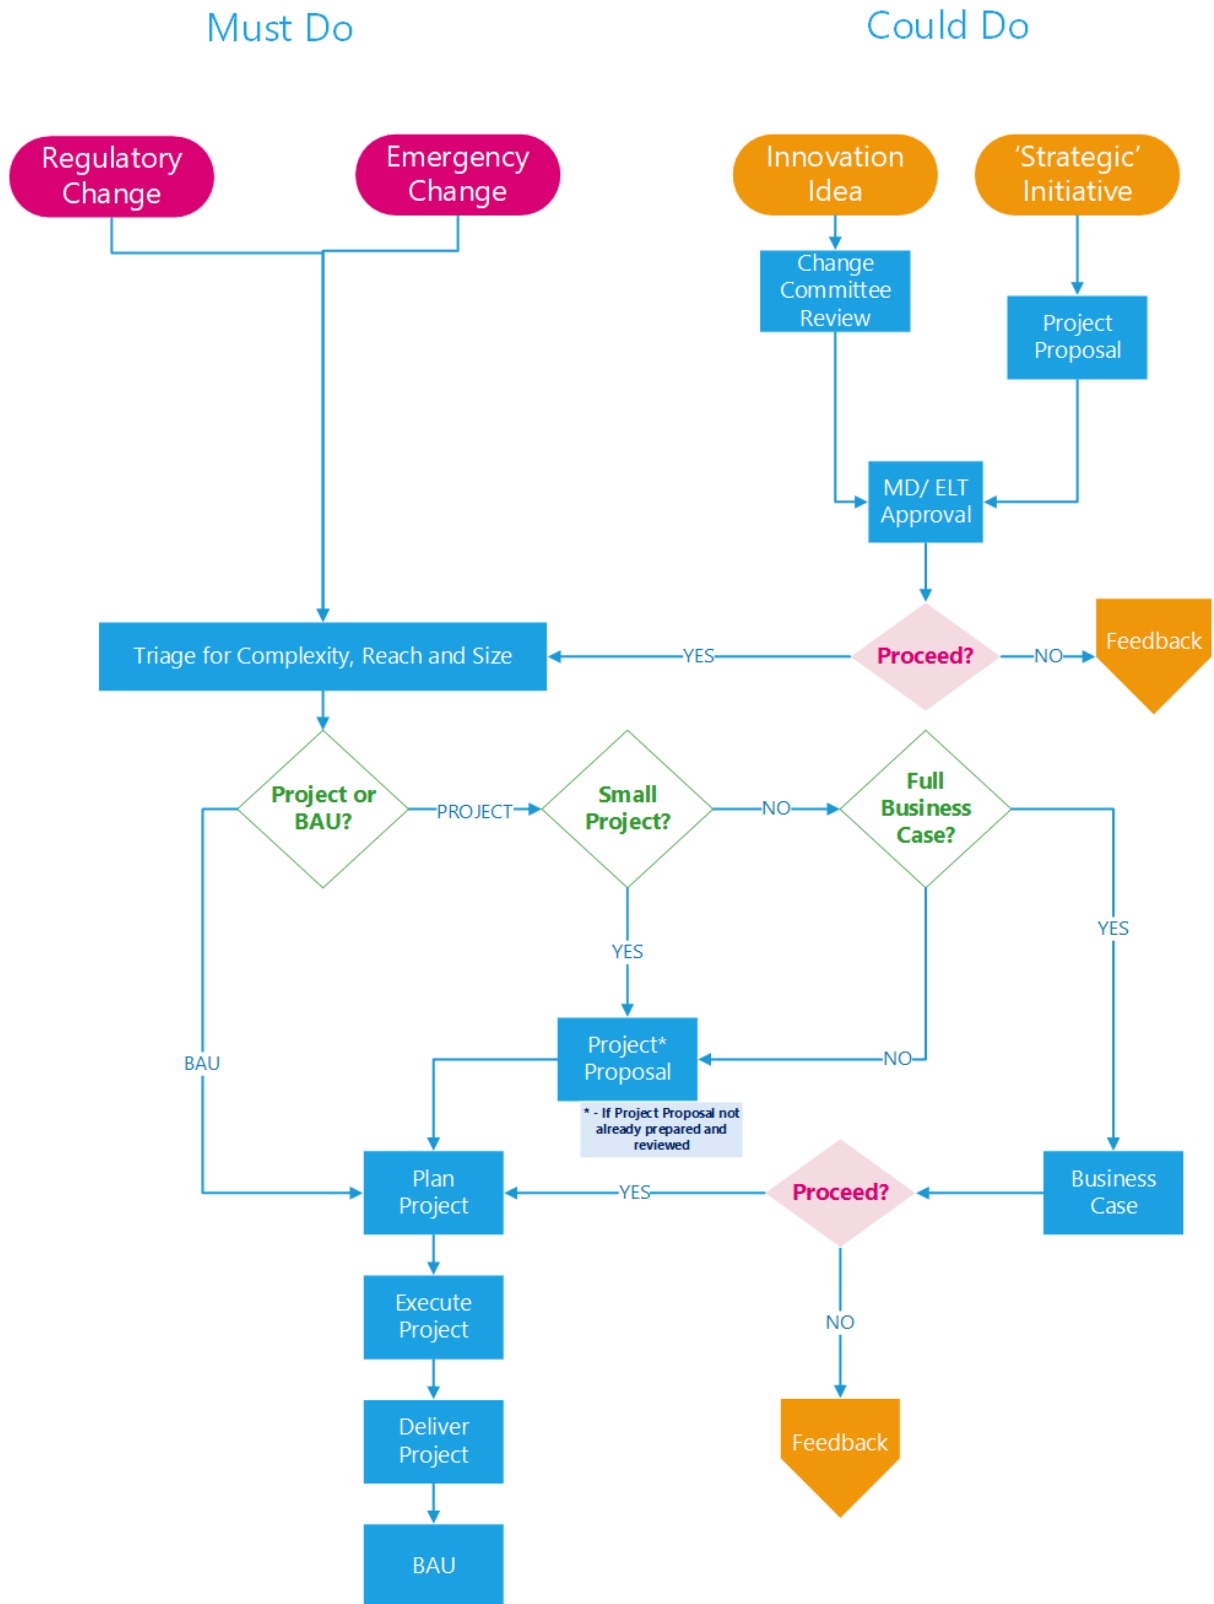 Must Do
Could Do
Regulatory
Change
Emergency
Change
Innovation
Idea
'Strategic'
Initiative
Change
Committee
Review
Project
Proposal
MD/ ELT
Approval
Triage for Complexity, Reach and Size
YES
Proceed?
NO
Feedback
Project or
BAU?
PROJECT
Small
Project?
NO
Full
Business
Case?
YES
YES
BAU
Project*
Proposal
NO
* - If Project Proposal not
already prepared and
reviewed
Plan
Project
YES
Proceed?
Business
Case
Execute
Project
NO
Deliver
Project
Feedback
BAU